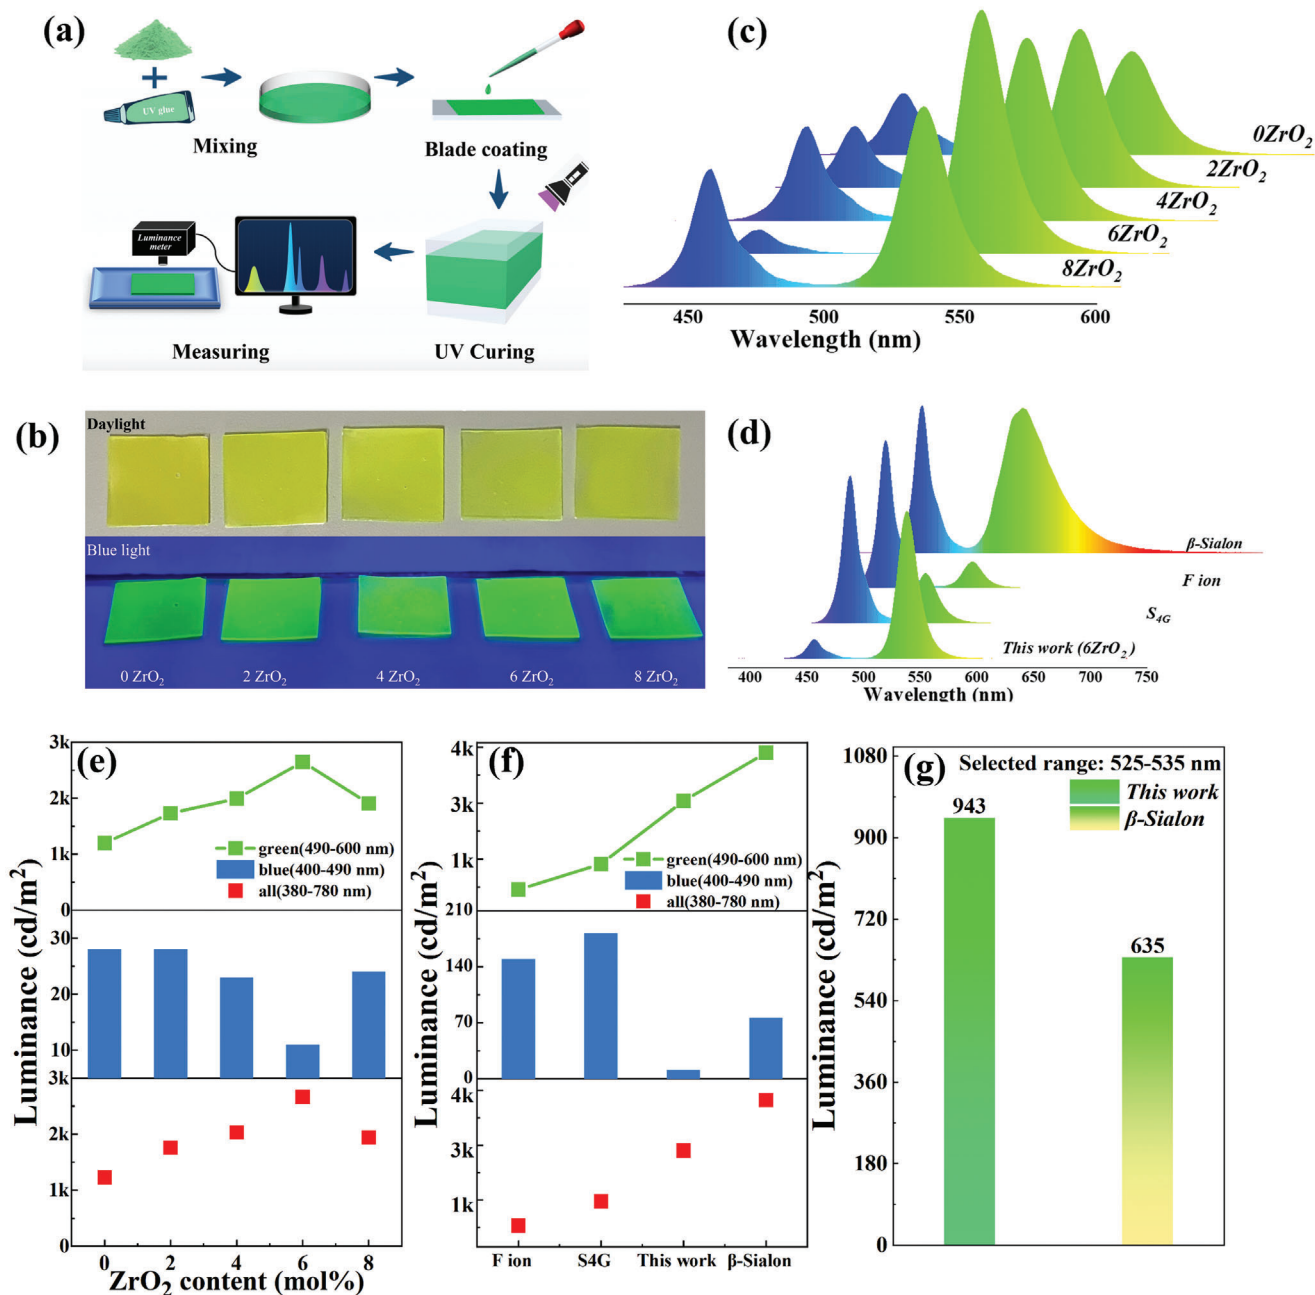 (a)
UV glue
Mixing
Blade coating
Luminance
meter
Measuring
UV Curing
(c)
0ZrO₂
2ZrO₂
4ZrO₂
6ZrO₂
8ZrO₂
450
500
550
600
Wavelength (nm)
(b)
Daylight
Blue light
0 ZrO₂
2 ZrO₂
4 ZrO₂
6 ZrO₂
8 ZrO₂
(d)
β-Sialon
F ion
S₄G
This work (6ZrO₂)
400
450
500
550
600
650
700
750
Wavelength (nm)
(e)
3k
2k
1k
0
green(490-600 nm)
blue(400-490 nm)
all(380-780 nm)
30
20
10
3k
2k
1k
0
Luminance (cd/m²)
0
2
4
6
8
ZrO₂ content (mol%)
(f)
4k
3k
1k
green(490-600 nm)
blue(400-490 nm)
all(380-780 nm)
210
140
70
0
4k
3k
1k
Luminance (cd/m²)
F ion
S4G
This work
β-Sialon
(g)
Selected range: 525-535 nm
This work
β-Sialon
1080
900
720
540
360
180
0
943
635
Luminance (cd/m²)